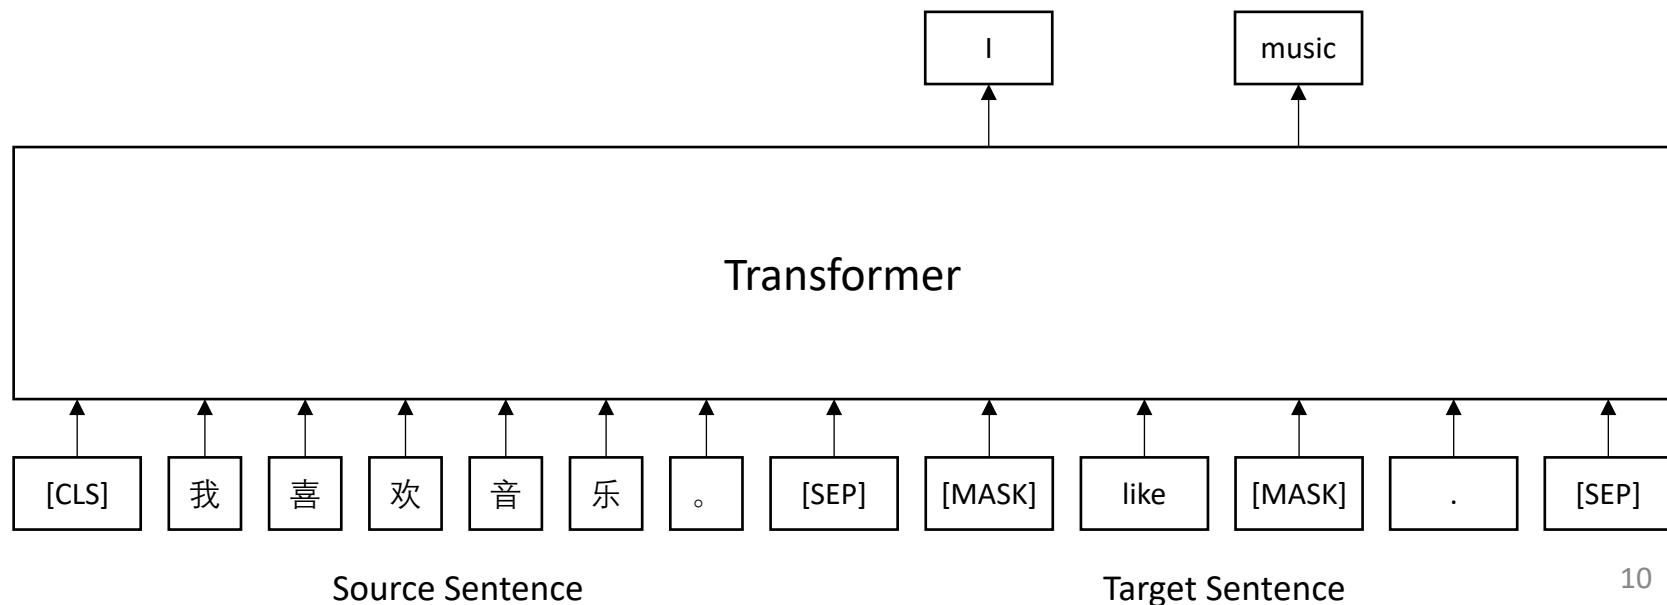 I music
Transformer
[CLS] 我 喜 欢 音 乐 。 [SEP] [MASK] like [MASK] . [SEP]
Source Sentence Target Sentence
10